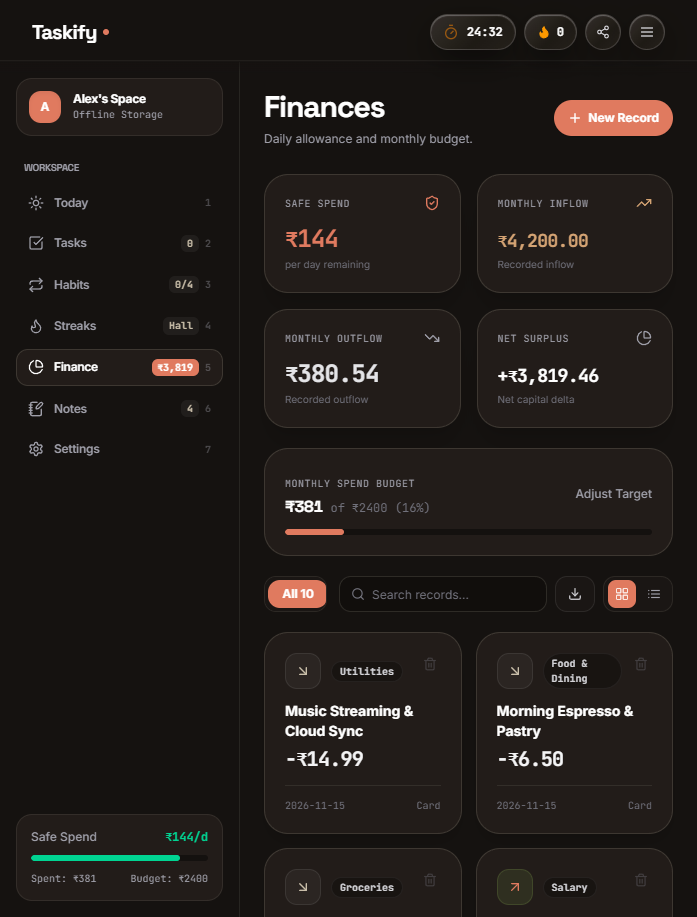 Taskify
24:32
0
A
Alex's Space
Offline Storage
WORKSPACE
Today 1
Tasks 0 2
Habits 0/4 3
Streaks Hall 4
Finance ₹3,819 5
Notes 4 6
Settings 7
Safe Spend ₹144/d
Spent: ₹381 Budget: ₹2400
Finances
Daily allowance and monthly budget.
+ New Record
SAFE SPEND
₹144
per day remaining
MONTHLY INFLOW
₹4,200.00
Recorded inflow
MONTHLY OUTFLOW
₹380.54
Recorded outflow
NET SURPLUS
+₹3,819.46
Net capital delta
MONTHLY SPEND BUDGET
₹381 of ₹2400 (16%)
Adjust Target
All 10
Search records...
Utilities
Music Streaming &
Cloud Sync
-₹14.99
2026-11-15 Card
Food &
Dining
Morning Espresso &
Pastry
-₹6.50
2026-11-15 Card
Groceries
Salary